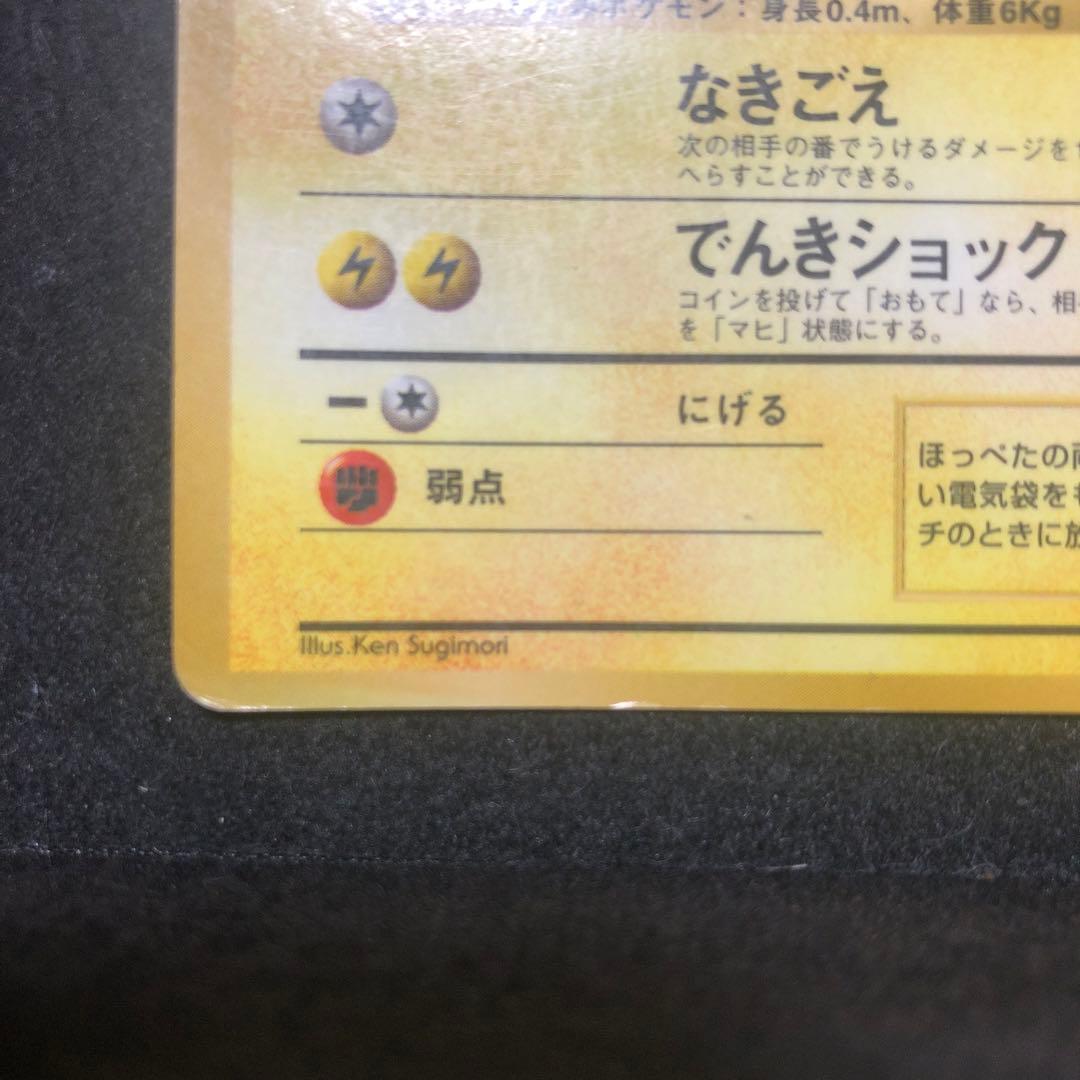 ポケモン：身長0.4m、体重6Kg
なきごえ
次の相手の番でうけるダメージを
へらすことができる。
でんきショック
コインを投げて「おもて」なら、相
を「マヒ」状態にする。
にげる
弱点
ほっぺたの両
い電気袋を
チのときに放
Illus.Ken Sugimori